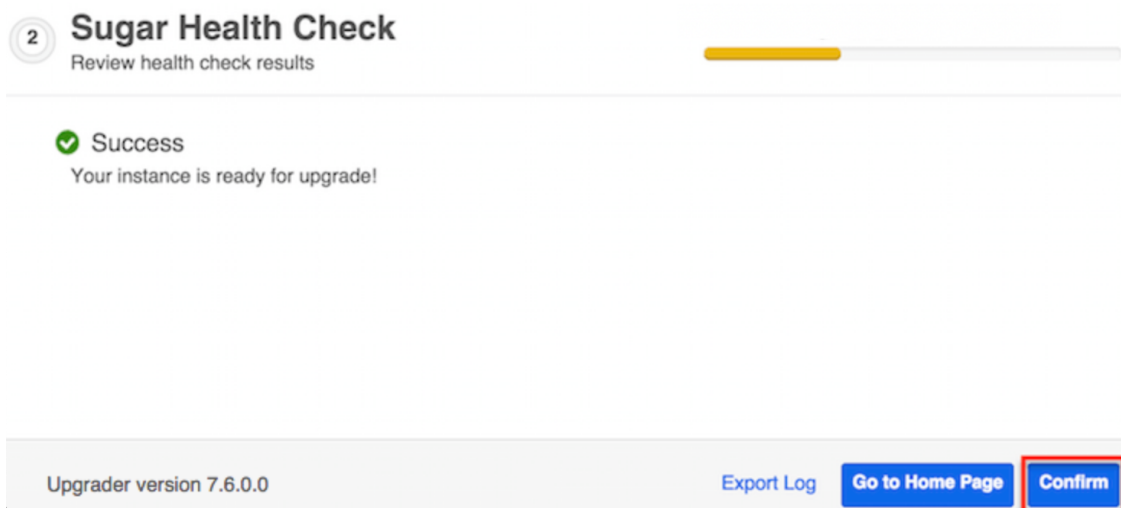 2
Sugar Health Check
Review health check results
Success
Your instance is ready for upgrade!
Upgrader version 7.6.0.0
Export Log
Go to Home Page
Confirm